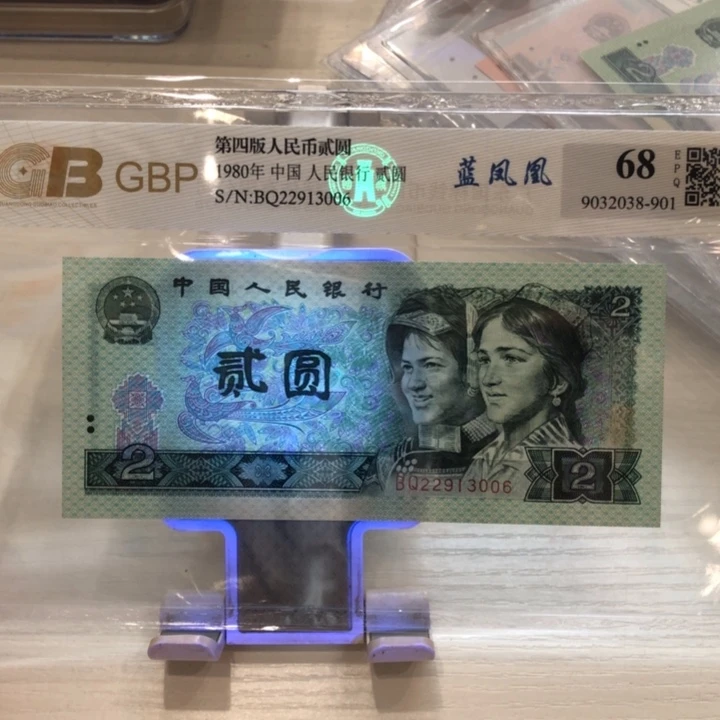 GB GBP
第四版人民币贰圆
1980年 中国 人民银行 贰圆
S/N:BQ22913006
蓝凤凰
68
EPQ
9032038-901
中国人民银行
2
贰圆
2
BQ22913006
2